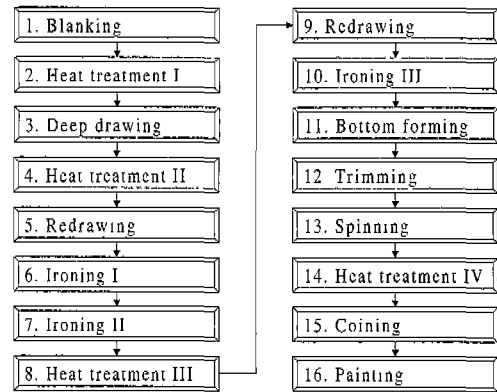 1. Blanking
2. Heat treatment I
3. Deep drawing
4. Heat treatment II
5. Redrawing
6. Ironing I
7. Ironing II
8. Heat treatment III
9. Redrawing
10. Ironing III
11. Bottom forming
12 Trimming
13. Spinning
14. Heat treatment IV
15. Coining
16. Painting